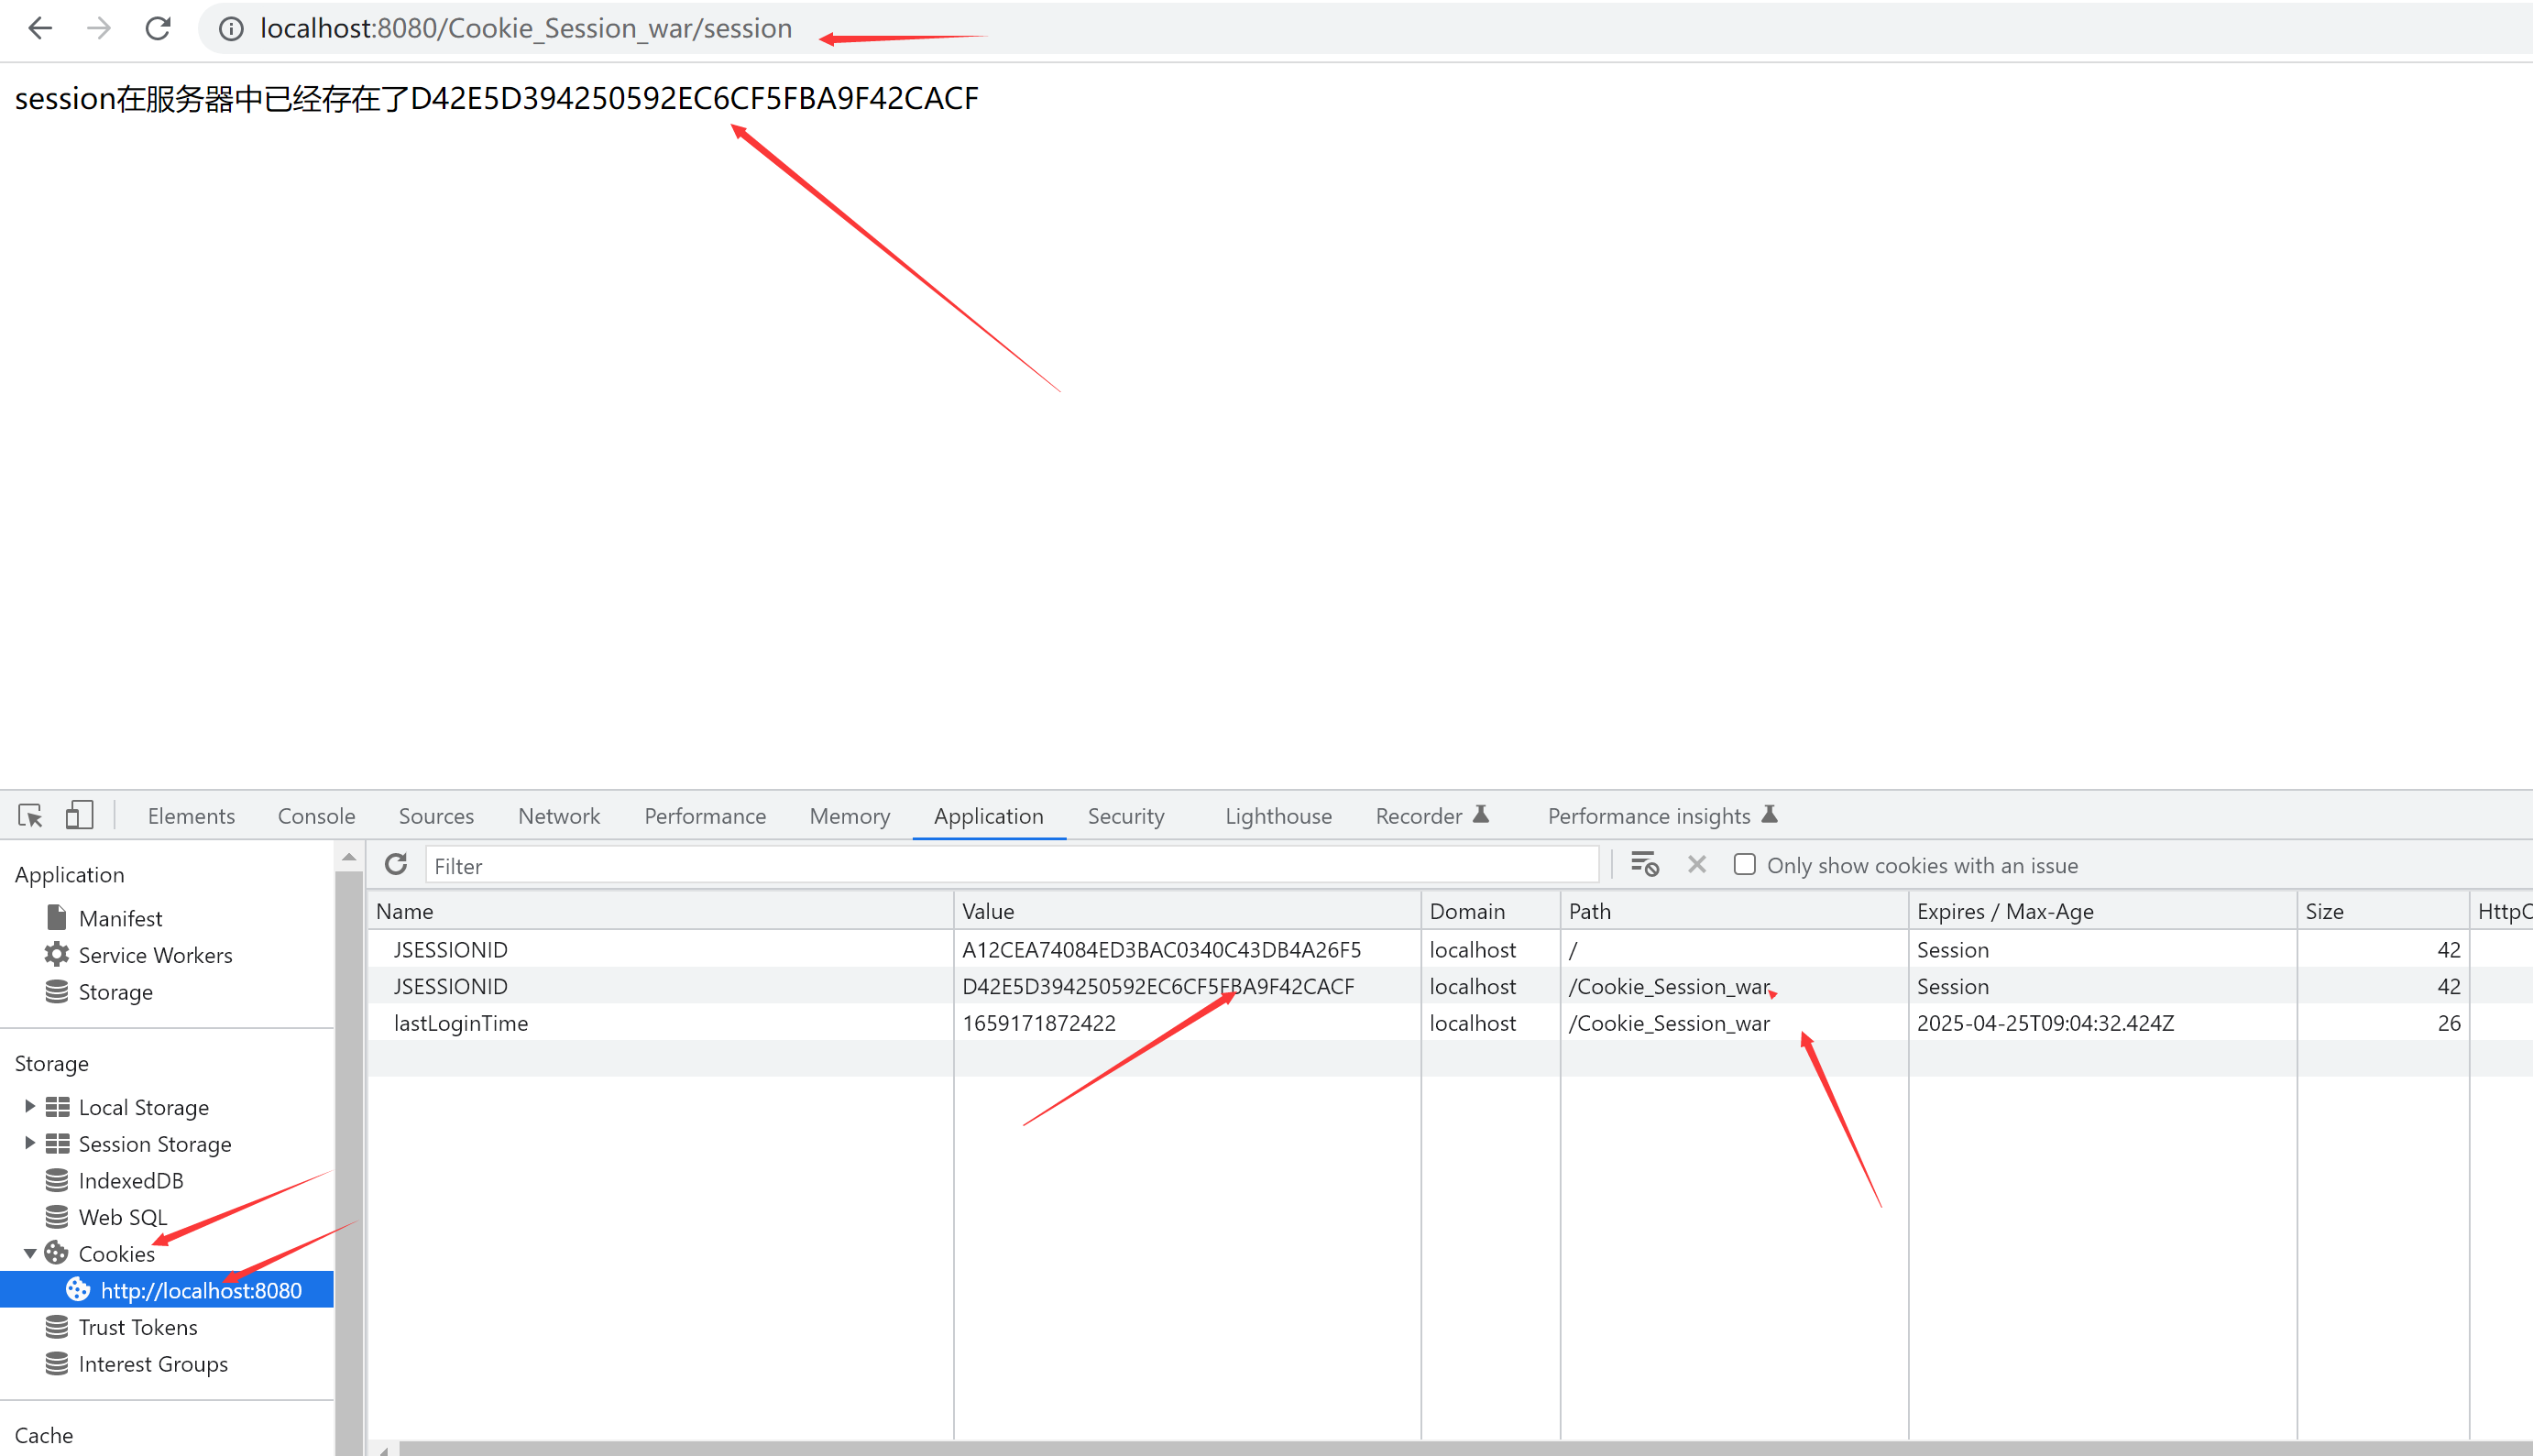 localhost:8080/Cookie_Session_war/session
session在服务器中已经存在了D42E5D394250592EC6CF5FBA9F42CACF
Elements Console Sources Network Performance Memory Application Security Lighthouse Recorder Performance insights
Application
Manifest
Service Workers
Storage
Storage
Local Storage
Session Storage
IndexedDB
Web SQL
Cookies
http://localhost:8080
Trust Tokens
Interest Groups
Cache
Filter Only show cookies with an issue
Name Value Domain Path Expires / Max-Age Size HttpO
JSESSIONID A12CEA74084ED3BAC0340C43DB4A26F5 localhost / Session 42
JSESSIONID D42E5D394250592EC6CF5FBA9F42CACF localhost /Cookie_Session_war Session 42
lastLoginTime 1659171872422 localhost /Cookie_Session_war 2025-04-25T09:04:32.424Z 26